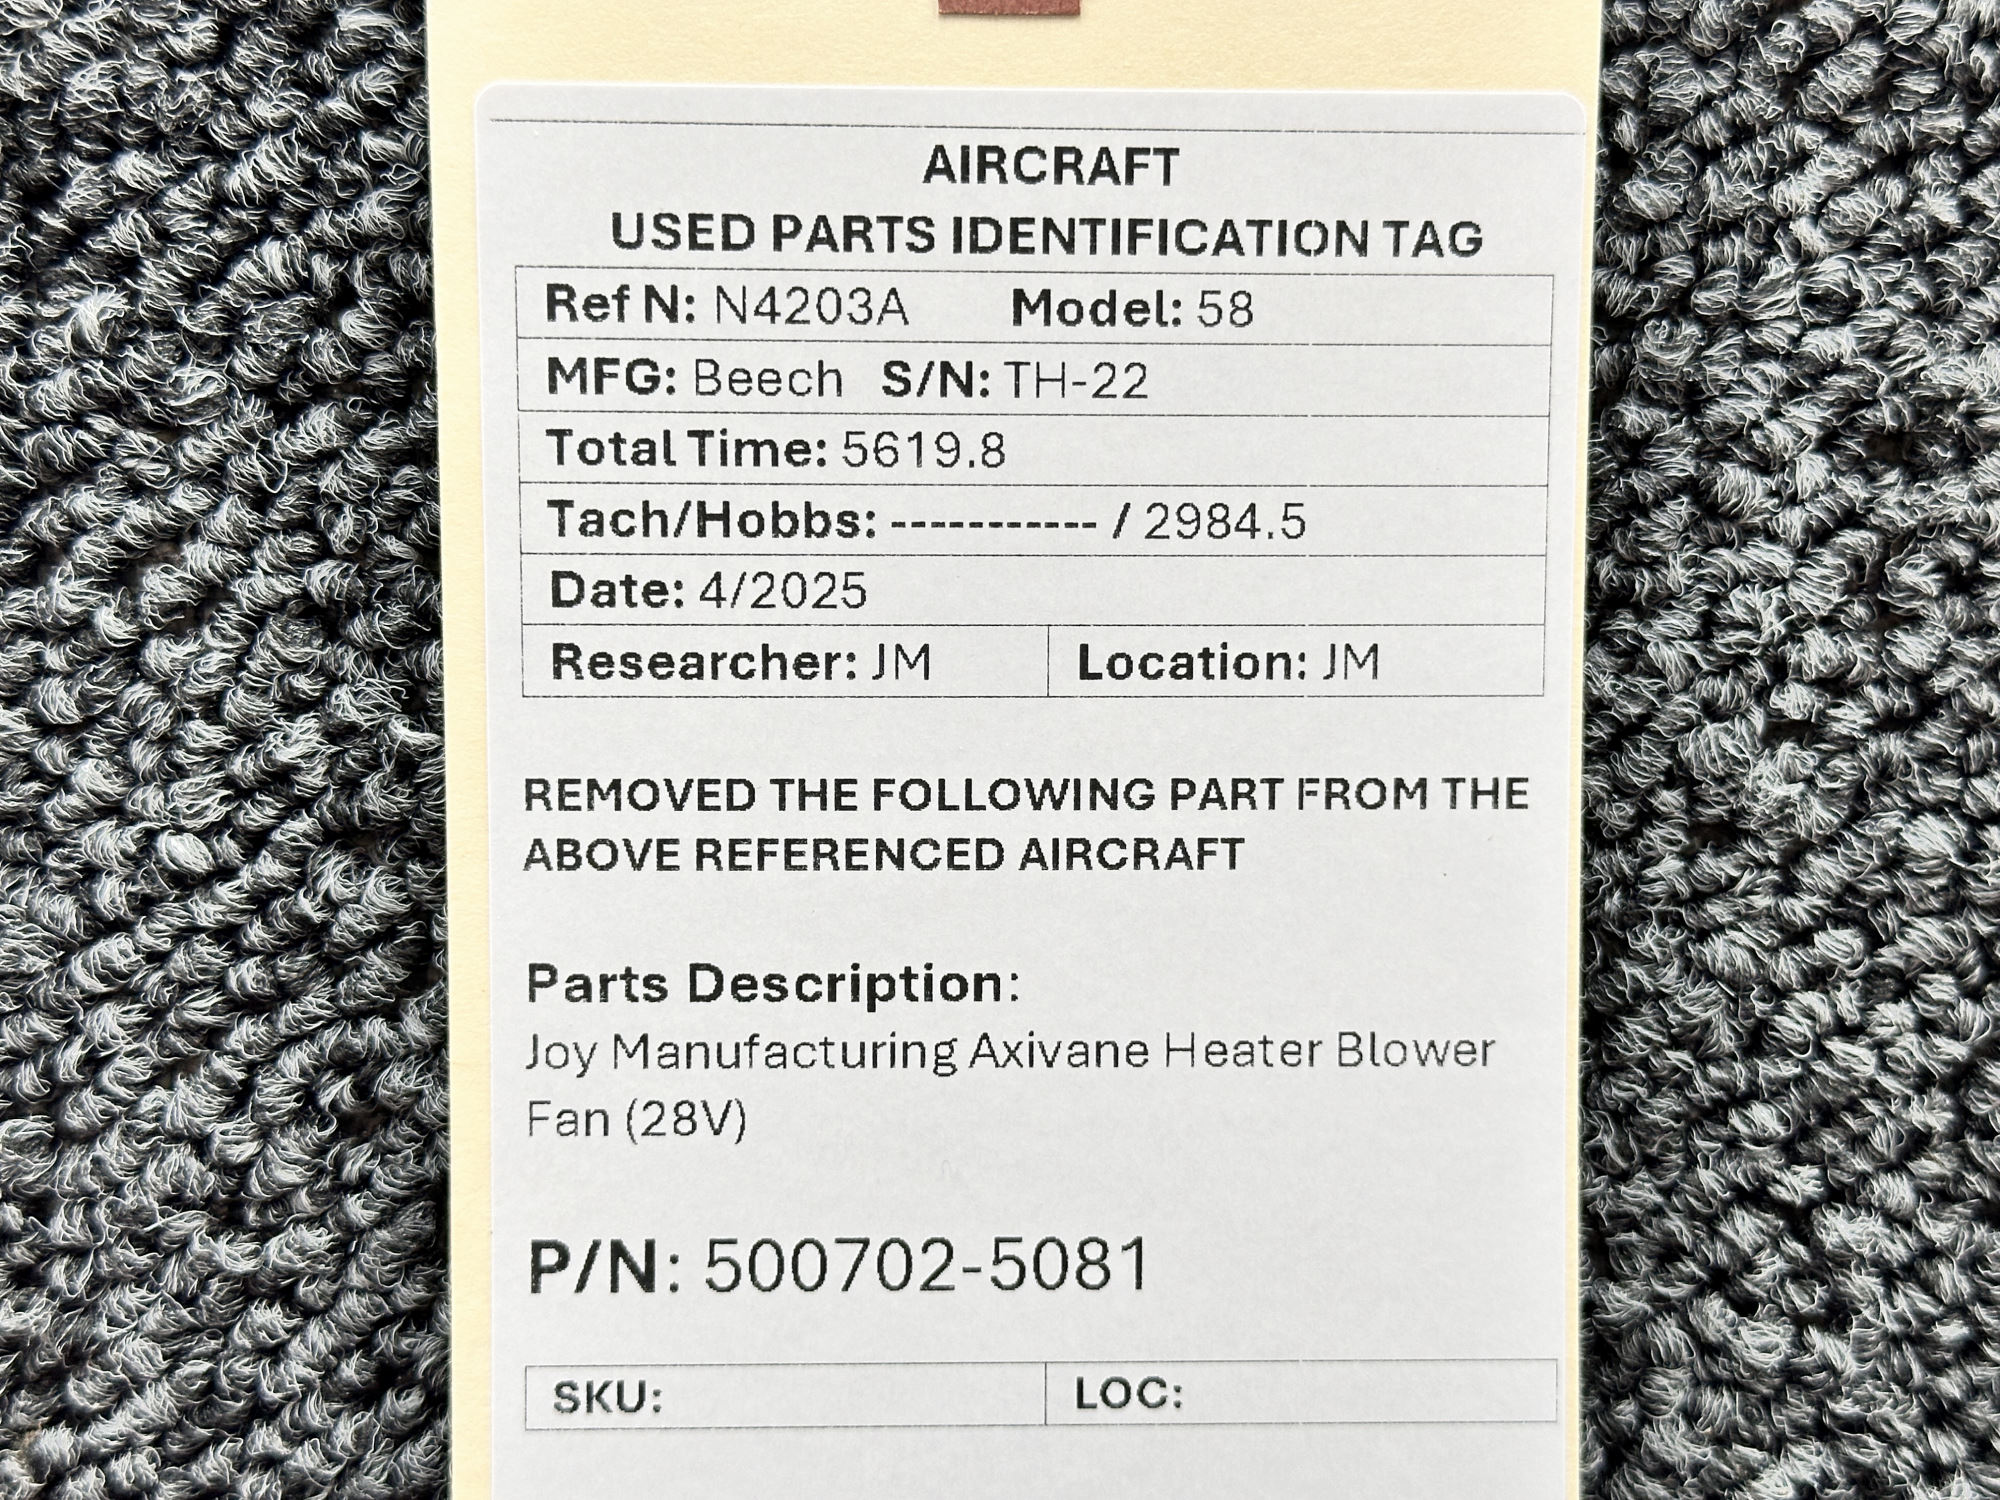 AIRCRAFT
USED PARTS IDENTIFICATION TAG
Ref N: N4203A Model: 58
MFG: Beech S/N: TH-22
Total Time: 5619.8
Tach/Hobbs: ----------- / 2984.5
Date: 4/2025
Researcher: JM Location: JM
REMOVED THE FOLLOWING PART FROM THE
ABOVE REFERENCED AIRCRAFT
Parts Description:
Joy Manufacturing Axivane Heater Blower
Fan (28V)
P/N: 500702-5081
SKU: LOC: